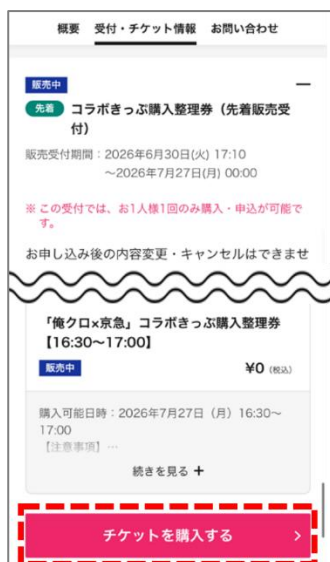 概要 受付・チケット情報 お問い合わせ
販売中
先着 コラボきっぷ購入整理券（先着販売受
付）
販売受付期間：2026年6月30日(火) 17:10
～2026年7月27日(月) 00:00
※ この受付では、お1人様1回のみ購入・申込が可能で
す。
お申し込み後の内容変更・キャンセルはできませ
「俺クロ×京急」コラボきっぷ購入整理券
【16:30～17:00】
販売中 ¥0 (税込)
購入可能日時：2026年7月27日（月）16:30～
17:00
【注意事項】…
続きを見る +
チケットを購入する